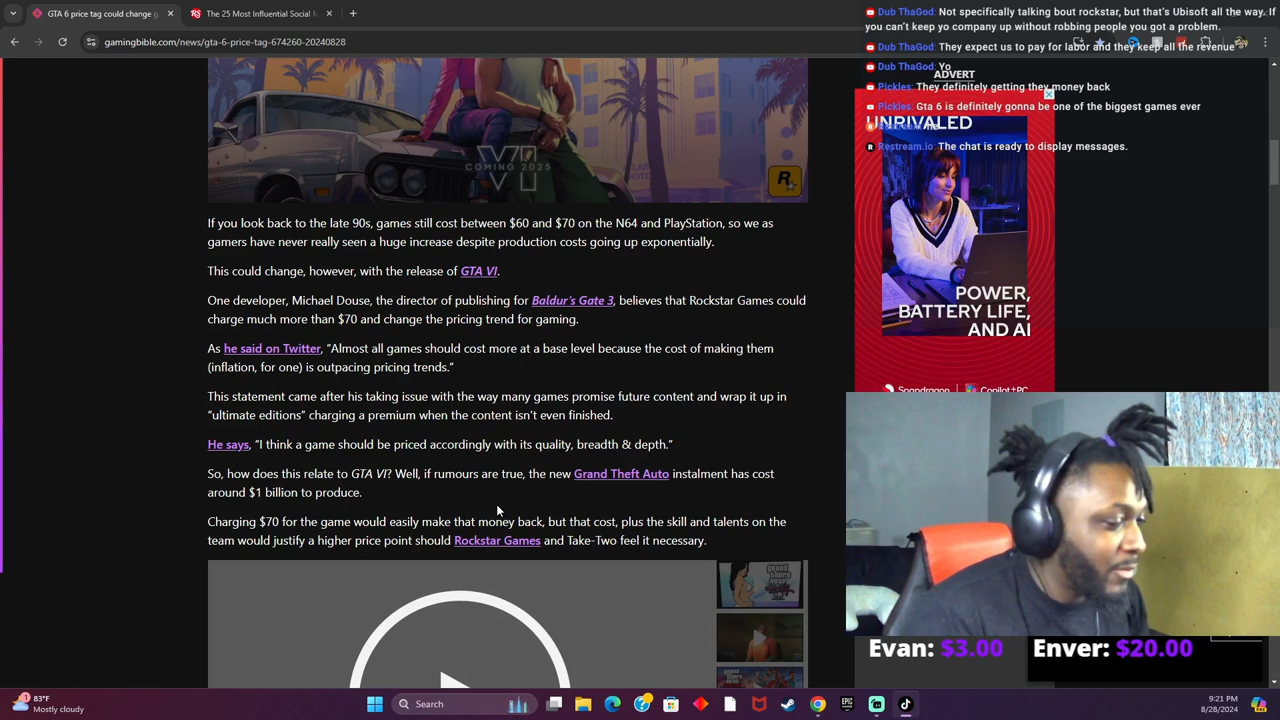 GTA 6 price tag could change g
The 25 Most Influential Social M
gamingbible.com/news/gta-6-price-tag-674260-20240828
Dub ThaGod: Not specifically talking bout rockstar, but that's Ubisoft all the way. If
you can't keep yo company up without robbing people you got a problem.
Dub ThaGod: They expect us to pay for labor and they keep all the revenue
Dub ThaGod: Yo
ADVERT
Pickles: They definitely getting they money back
Pickles: Gta 6 is definitely gonna be one of the biggest games ever
UNRIVALED
Restream.io: The chat is ready to display messages.
VI
COMING 2025
R
If you look back to the late 90s, games still cost between $60 and $70 on the N64 and PlayStation, so we as
gamers have never really seen a huge increase despite production costs going up exponentially.
This could change, however, with the release of GTA VI.
One developer, Michael Douse, the director of publishing for Baldur's Gate 3, believes that Rockstar Games could
charge much more than $70 and change the pricing trend for gaming.
As he said on Twitter, "Almost all games should cost more at a base level because the cost of making them
(inflation, for one) is outpacing pricing trends."
This statement came after his taking issue with the way many games promise future content and wrap it up in
"ultimate editions" charging a premium when the content isn't even finished.
He says, "I think a game should be priced accordingly with its quality, breadth & depth."
So, how does this relate to GTA VI? Well, if rumours are true, the new Grand Theft Auto instalment has cost
around $1 billion to produce.
Charging $70 for the game would easily make that money back, but that cost, plus the skill and talents on the
team would justify a higher price point should Rockstar Games and Take-Two feel it necessary.
POWER,
BATTERY LIFE,
AND AI
Snapdragon Copilot+PC
Evan: $3.00
Enver: $20.00
83°F
Mostly cloudy
Search
9:21 PM
8/28/2024